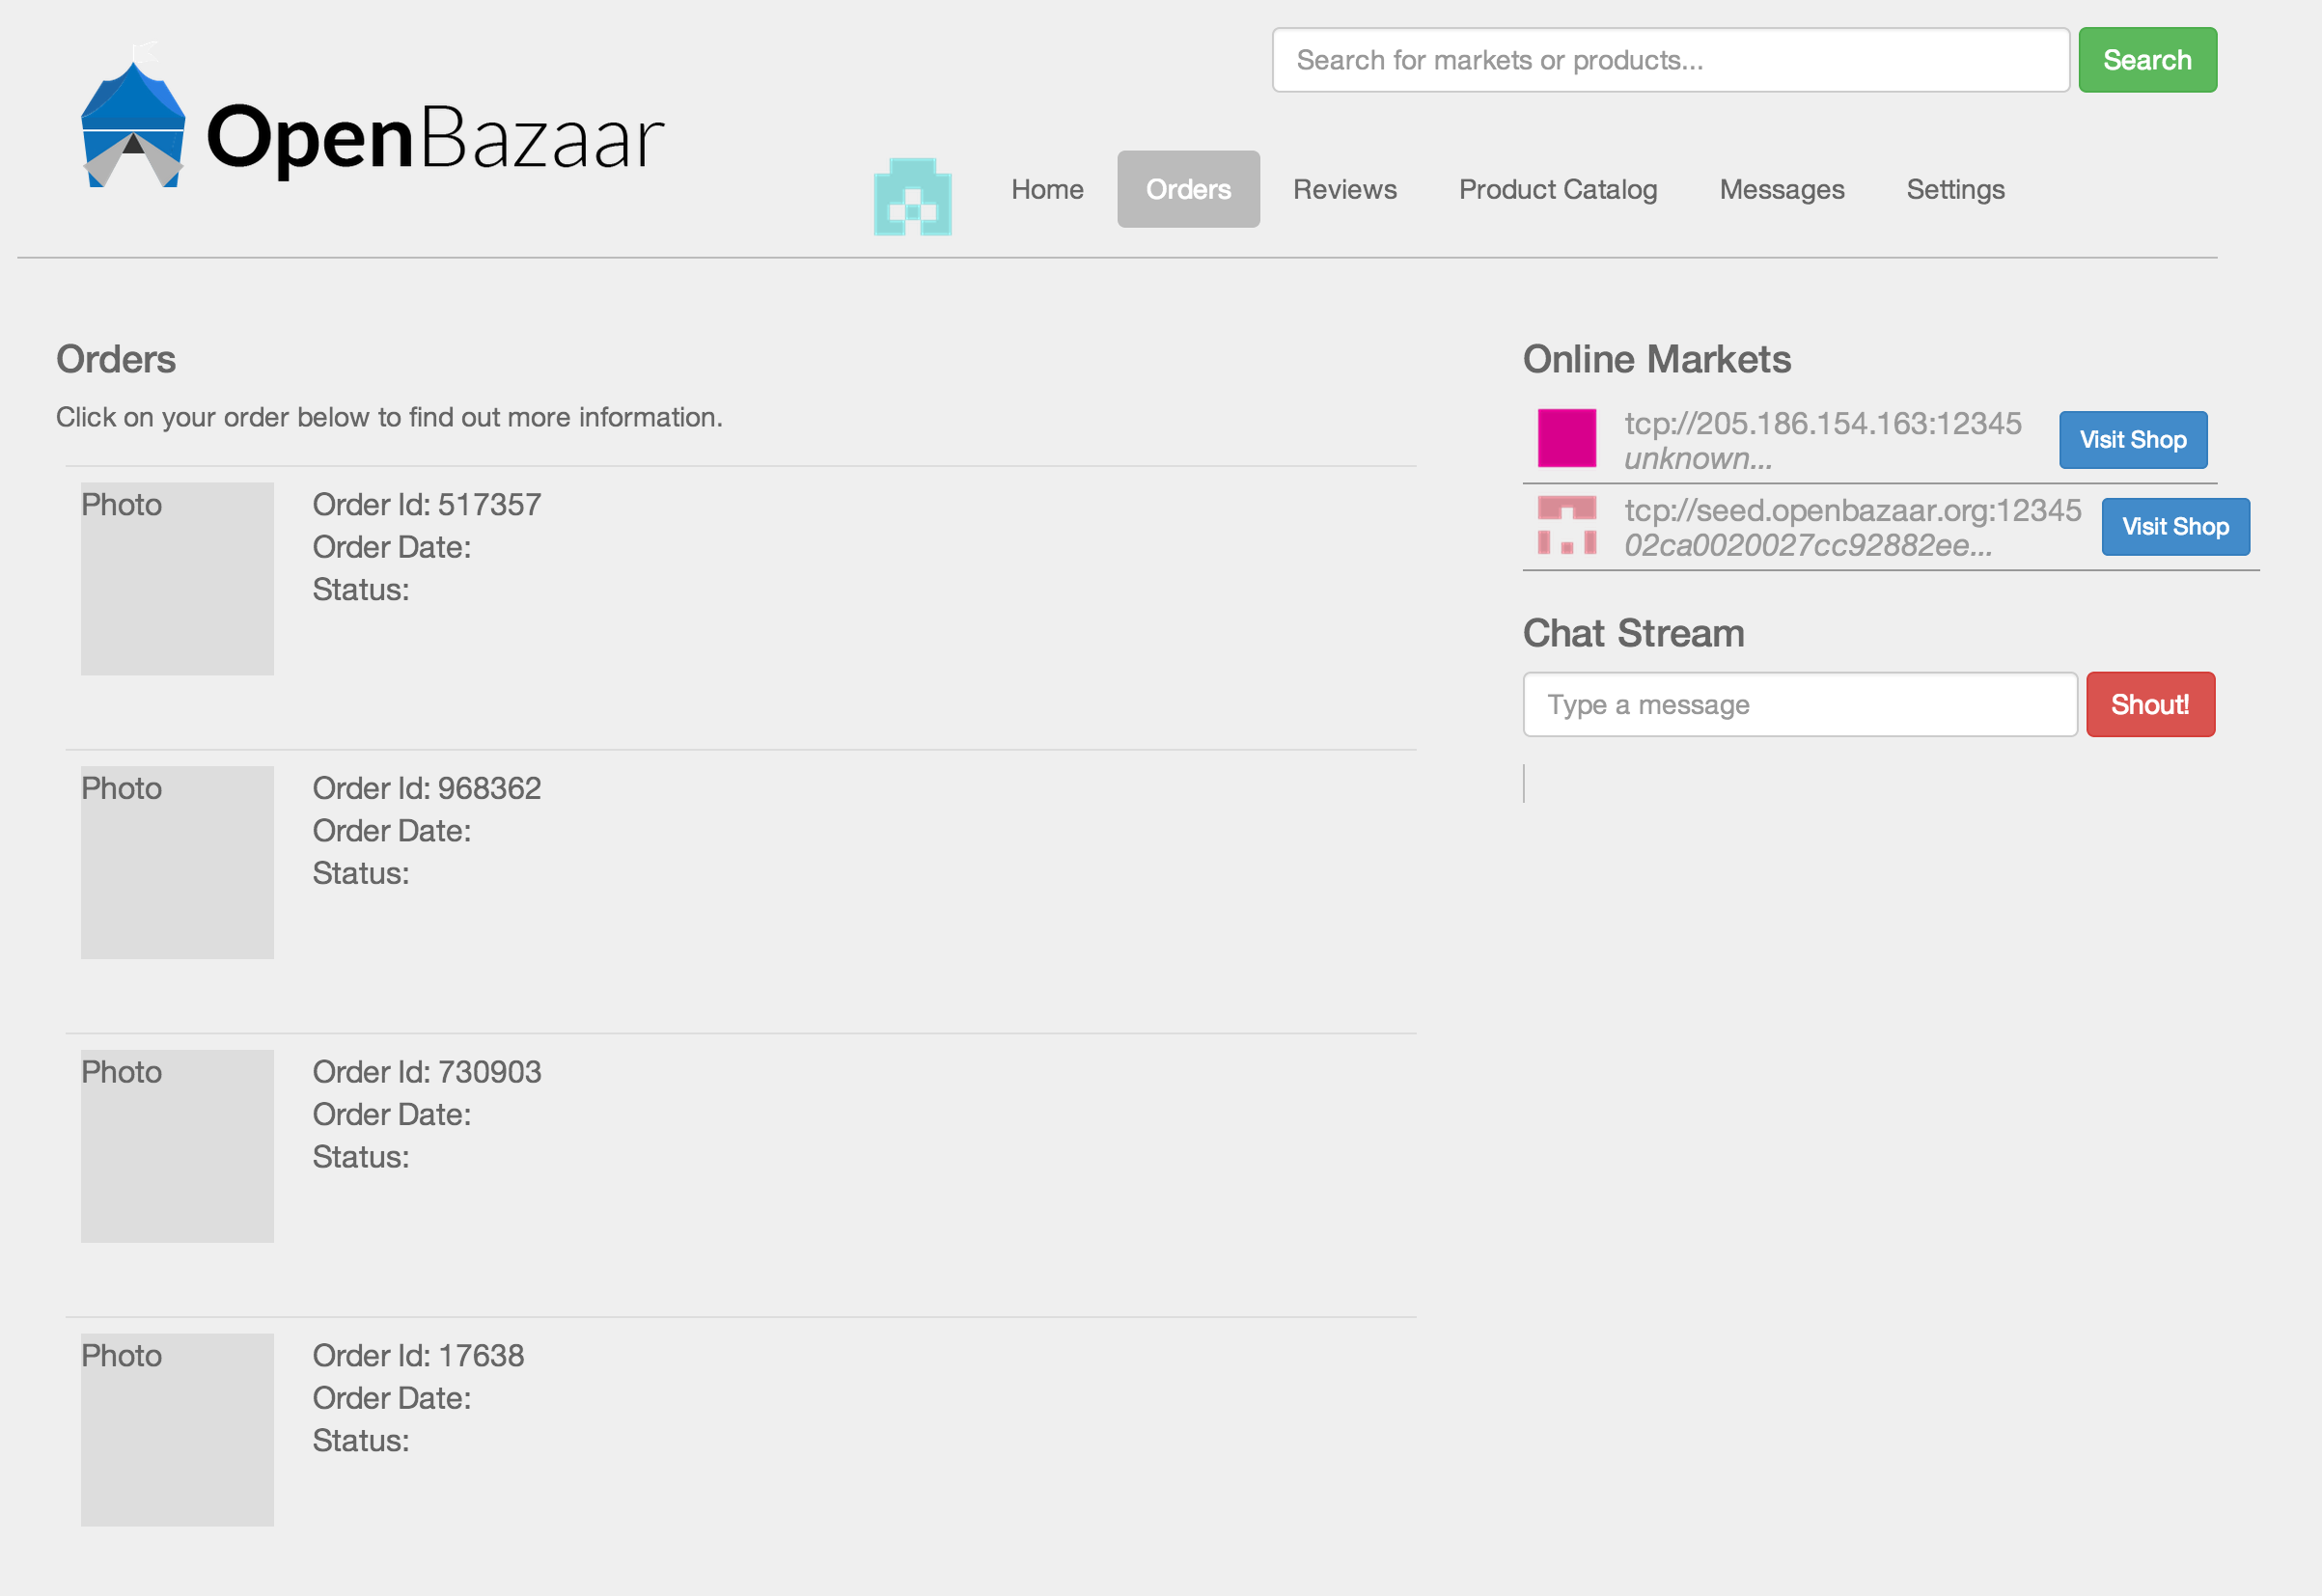 Search for markets or products...
Search
OpenBazaar
Home
Orders
Reviews
Product Catalog
Messages
Settings
Orders
Click on your order below to find out more information.
Photo
Order Id: 517357
Order Date:
Status:
Photo
Order Id: 968362
Order Date:
Status:
Photo
Order Id: 730903
Order Date:
Status:
Photo
Order Id: 17638
Order Date:
Status:
Online Markets
tcp://205.186.154.163:12345
unknown...
Visit Shop
tcp://seed.openbazaar.org:12345
02ca0020027cc92882ee...
Visit Shop
Chat Stream
Type a message
Shout!